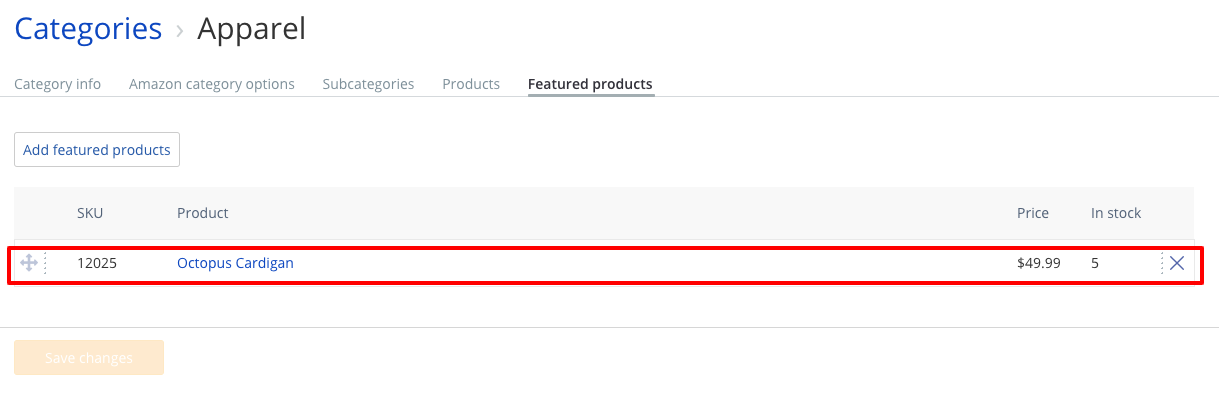 Categories › Apparel
Category info Amazon category options Subcategories Products Featured products
Add featured products
SKU Product Price In stock
12025 Octopus Cardigan $49.99 5
Save changes